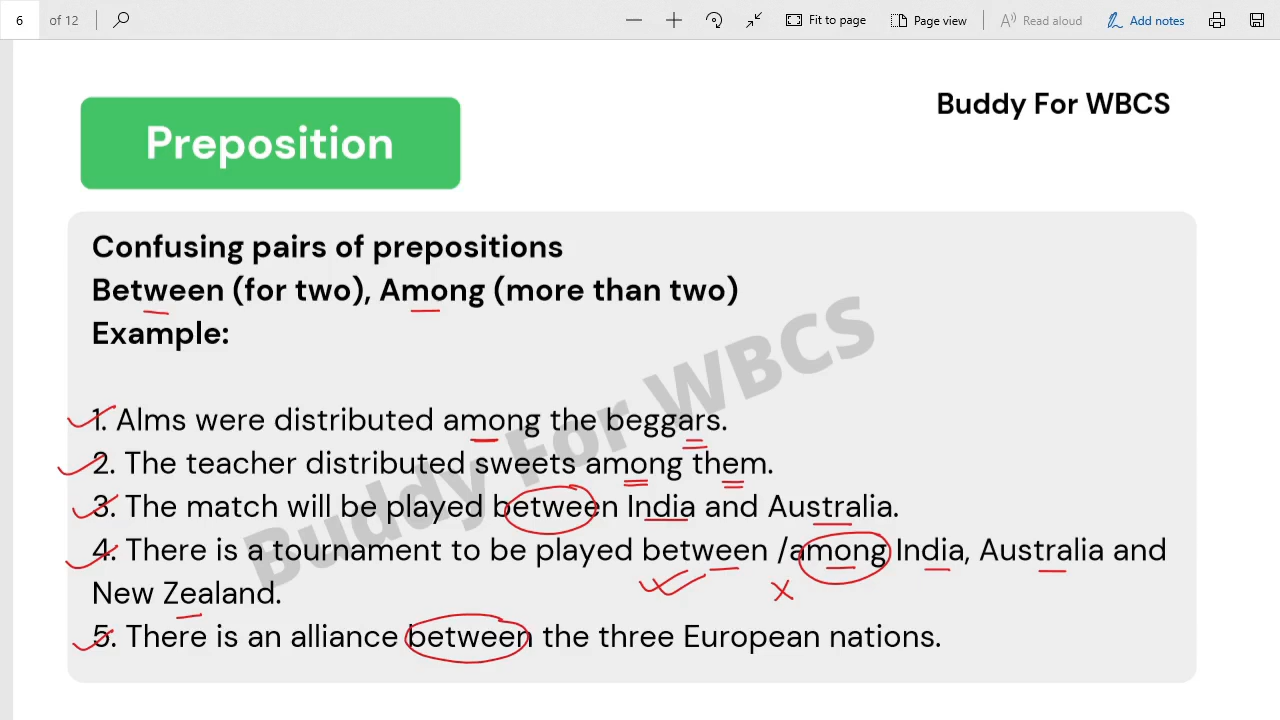 6 of 12 Fit to page Page view Read aloud Add notes
Buddy For WBCS
Preposition
Confusing pairs of prepositions
Between (for two), Among (more than two)
Example:
1. Alms were distributed among the beggars.
2. The teacher distributed sweets among them.
3. The match will be played between India and Australia.
4. There is a tournament to be played between /among India, Australia and
New Zealand.
5. There is an alliance between the three European nations.
Buddy For WBCS